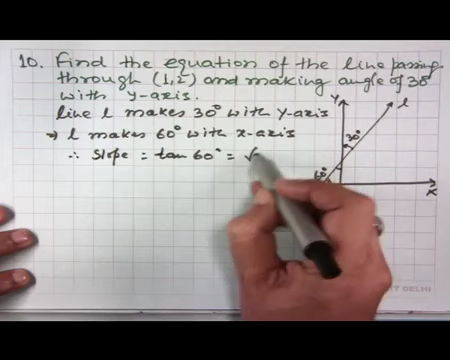 10. Find the equation of the line passing
through (1,2) and making angle of 30°
with y-axis.
line l makes 30° with y-axis
→ l makes 60° with x-axis
∴ slope = tan 60° = √
Y
l
30°
60°
X
DELHI